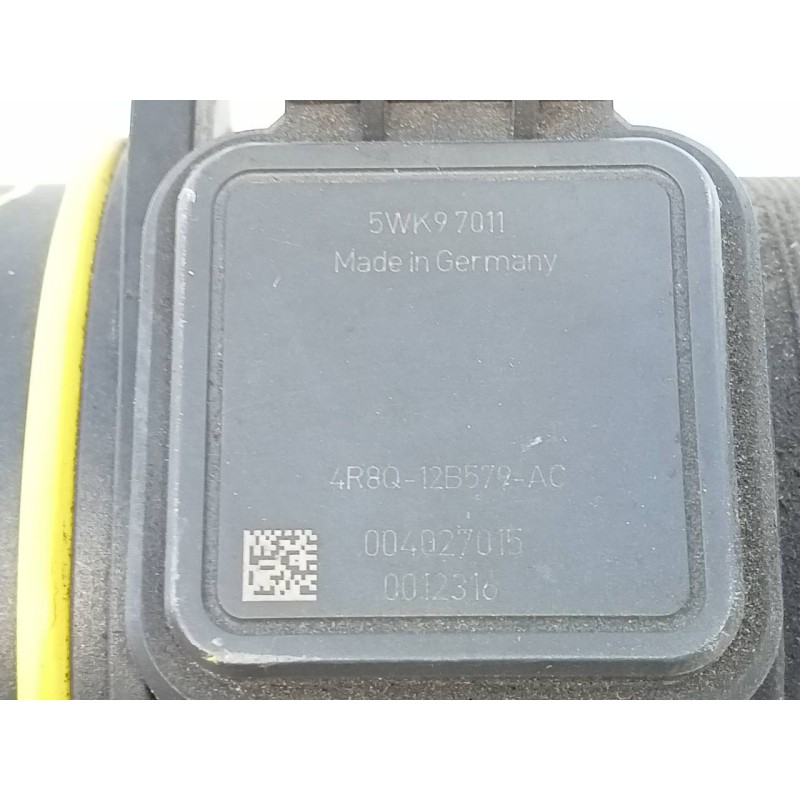 5WK9 7011
Made in Germany
4R8Q-12B579-AC
004027015
0012316